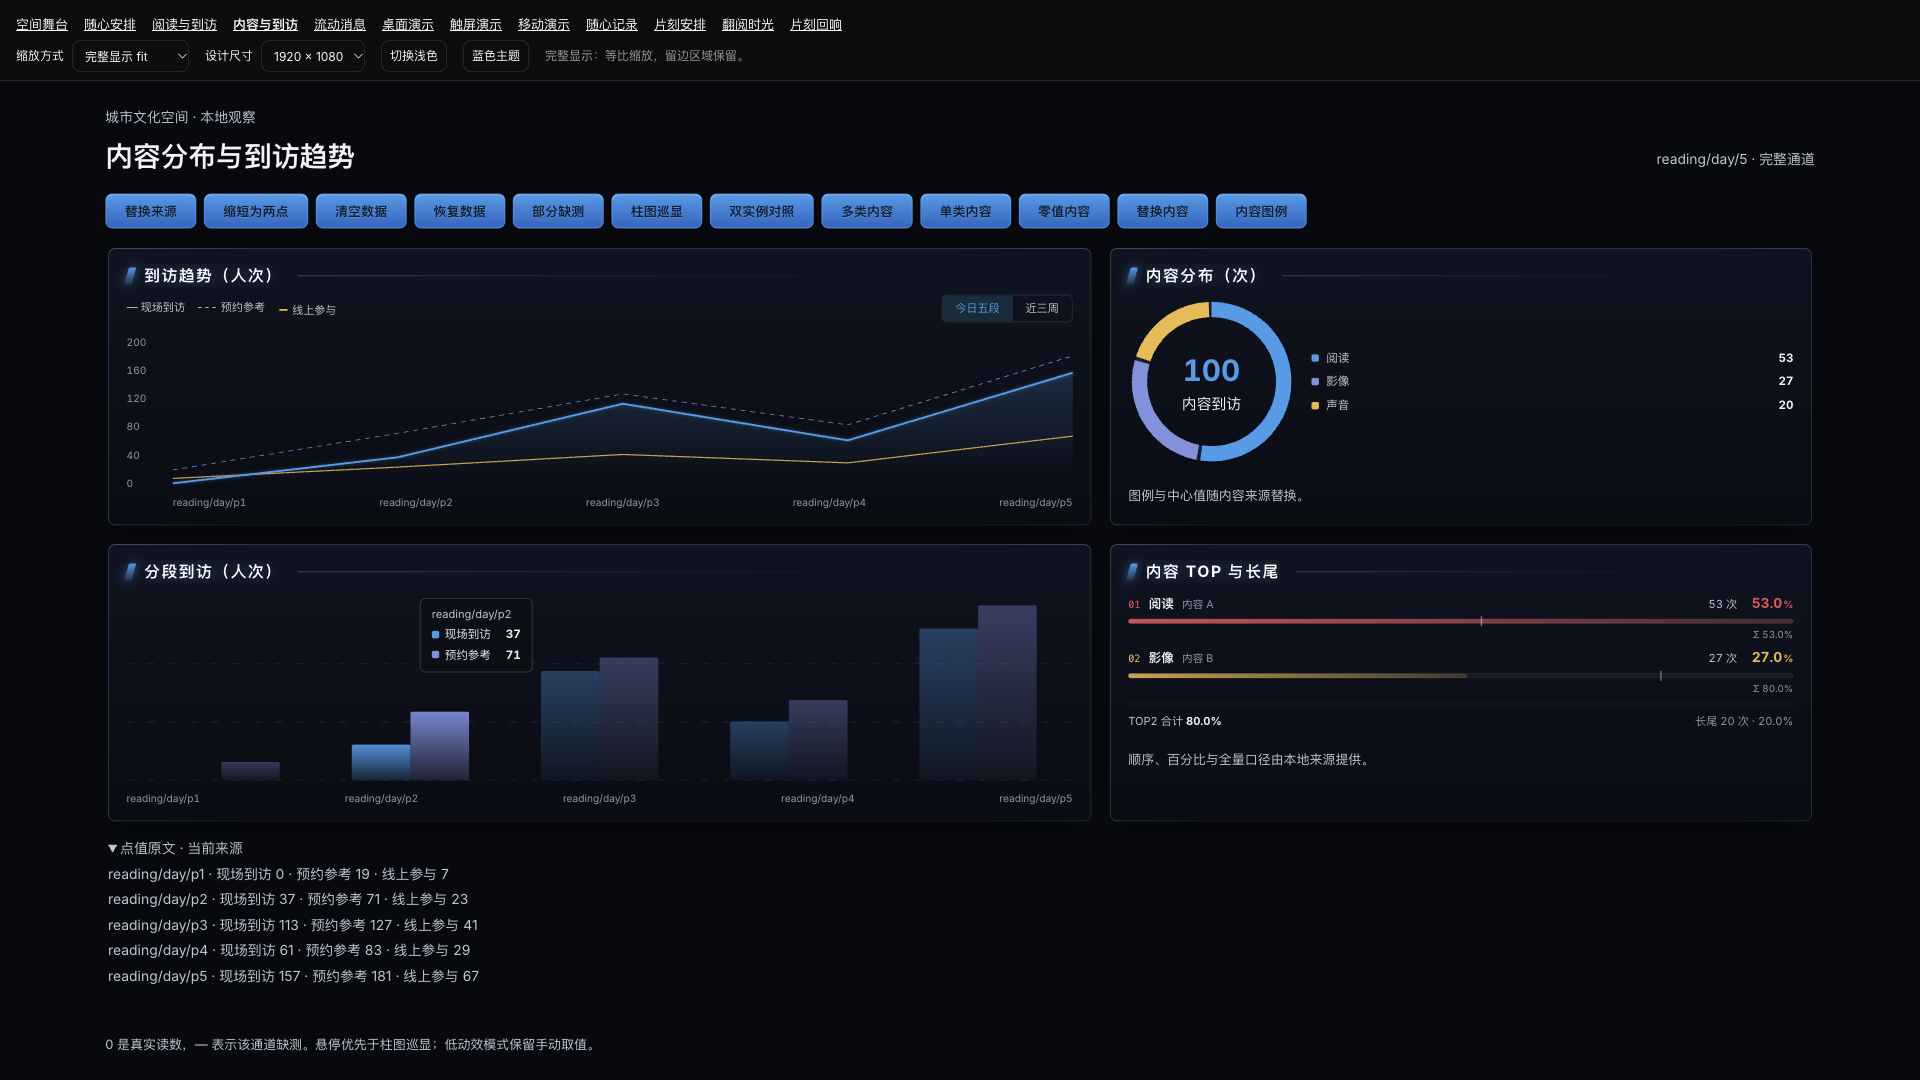 空间舞台 随心安排 阅读与到访 内容与到访 流动消息 桌面演示 触屏演示 移动演示 随心记录 片刻安排 翻阅时光 片刻回响
缩放方式 完整显示 fit 设计尺寸 1920 × 1080 切换浅色 蓝色主题 完整显示：等比缩放，留边区域保留。
城市文化空间 · 本地观察
内容分布与到访趋势
reading/day/5 · 完整通道
替换来源 缩短为两点 清空数据 恢复数据 部分缺测 柱图巡显 双实例对照 多类内容 单类内容 零值内容 替换内容 内容图例
到访趋势（人次）
现场到访 预约参考 线上参与
今日五段 近三周
200
160
120
80
40
0
reading/day/p1 reading/day/p2 reading/day/p3 reading/day/p4 reading/day/p5
内容分布（次）
100
内容到访
阅读 53
影像 27
声音 20
图例与中心值随内容来源替换。
分段到访（人次）
reading/day/p2
现场到访 37
预约参考 71
reading/day/p1 reading/day/p2 reading/day/p3 reading/day/p4 reading/day/p5
内容 TOP 与长尾
01 阅读 内容 A 53 次 53.0%
Σ 53.0%
02 影像 内容 B 27 次 27.0%
Σ 80.0%
TOP2 合计 80.0% 长尾 20 次 · 20.0%
顺序、百分比与全量口径由本地来源提供。
▼点值原文 · 当前来源
reading/day/p1 · 现场到访 0 · 预约参考 19 · 线上参与 7
reading/day/p2 · 现场到访 37 · 预约参考 71 · 线上参与 23
reading/day/p3 · 现场到访 113 · 预约参考 127 · 线上参与 41
reading/day/p4 · 现场到访 61 · 预约参考 83 · 线上参与 29
reading/day/p5 · 现场到访 157 · 预约参考 181 · 线上参与 67
0 是真实读数，— 表示该通道缺测。悬停优先于柱图巡显；低动效模式保留手动取值。